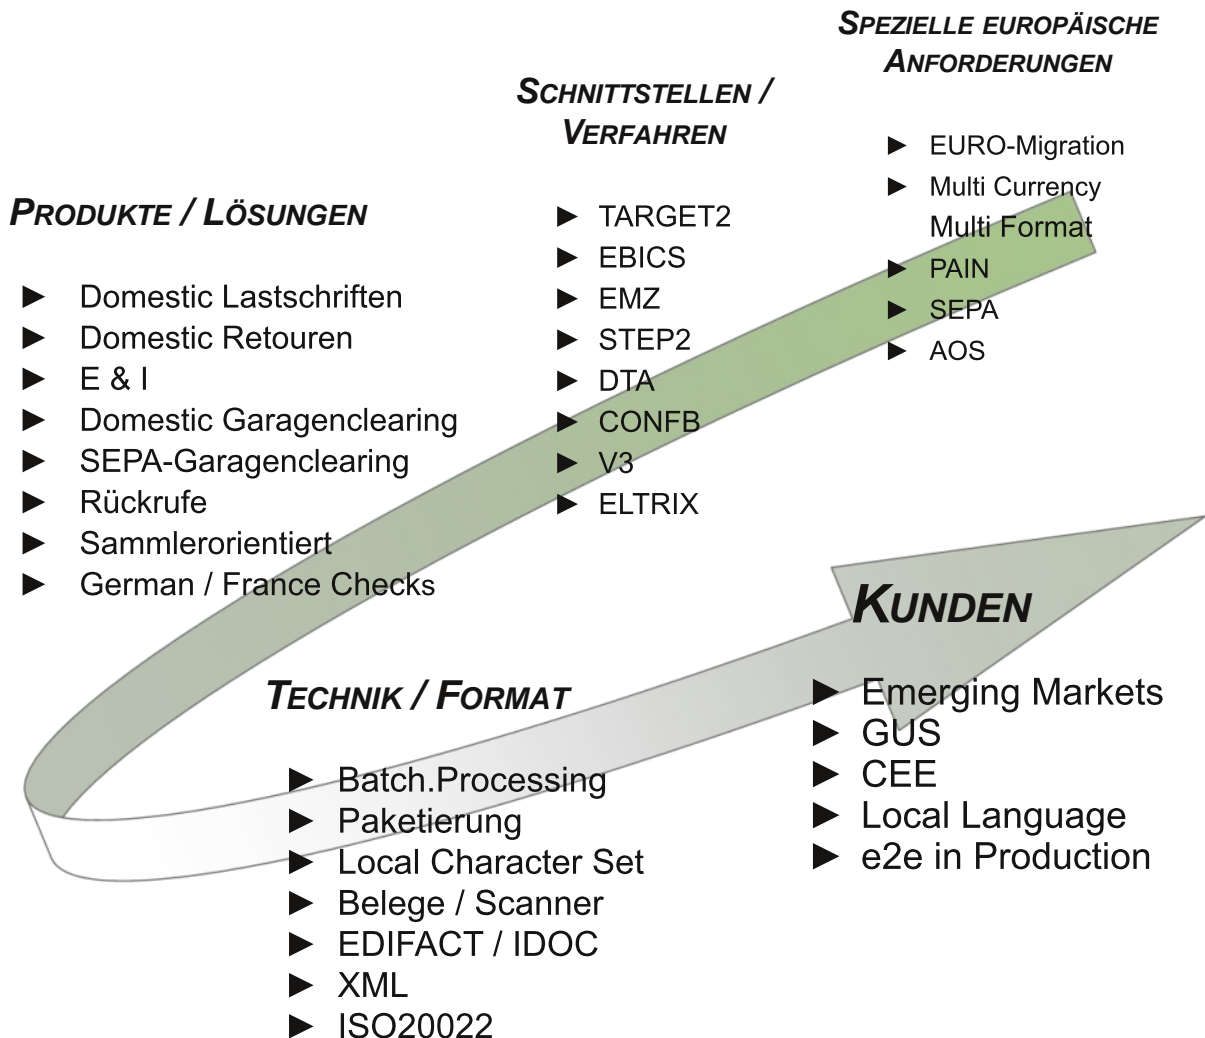 SPEZIELLE EUROPÄISCHE
ANFORDERUNGEN
► EURO-Migration
► Multi Currency
Multi Format
► PAIN
► SEPA
► AOS
SCHNITTSTELLEN /
VERFAHREN
► TARGET2
► EBICS
► EMZ
► STEP2
► DTA
► CONFB
► V3
► ELTRIX
PRODUKTE / LÖSUNGEN
► Domestic Lastschriften
► Domestic Retouren
► E & I
► Domestic Garagenclearing
► SEPA-Garagenclearing
► Rückrufe
► Sammlerorientiert
► German / France Checks
TECHNIK / FORMAT
► Batch.Processing
► Paketierung
► Local Character Set
► Belege / Scanner
► EDIFACT / IDOC
► XML
► ISO20022
KUNDEN
► Emerging Markets
► GUS
► CEE
► Local Language
► e2e in Production